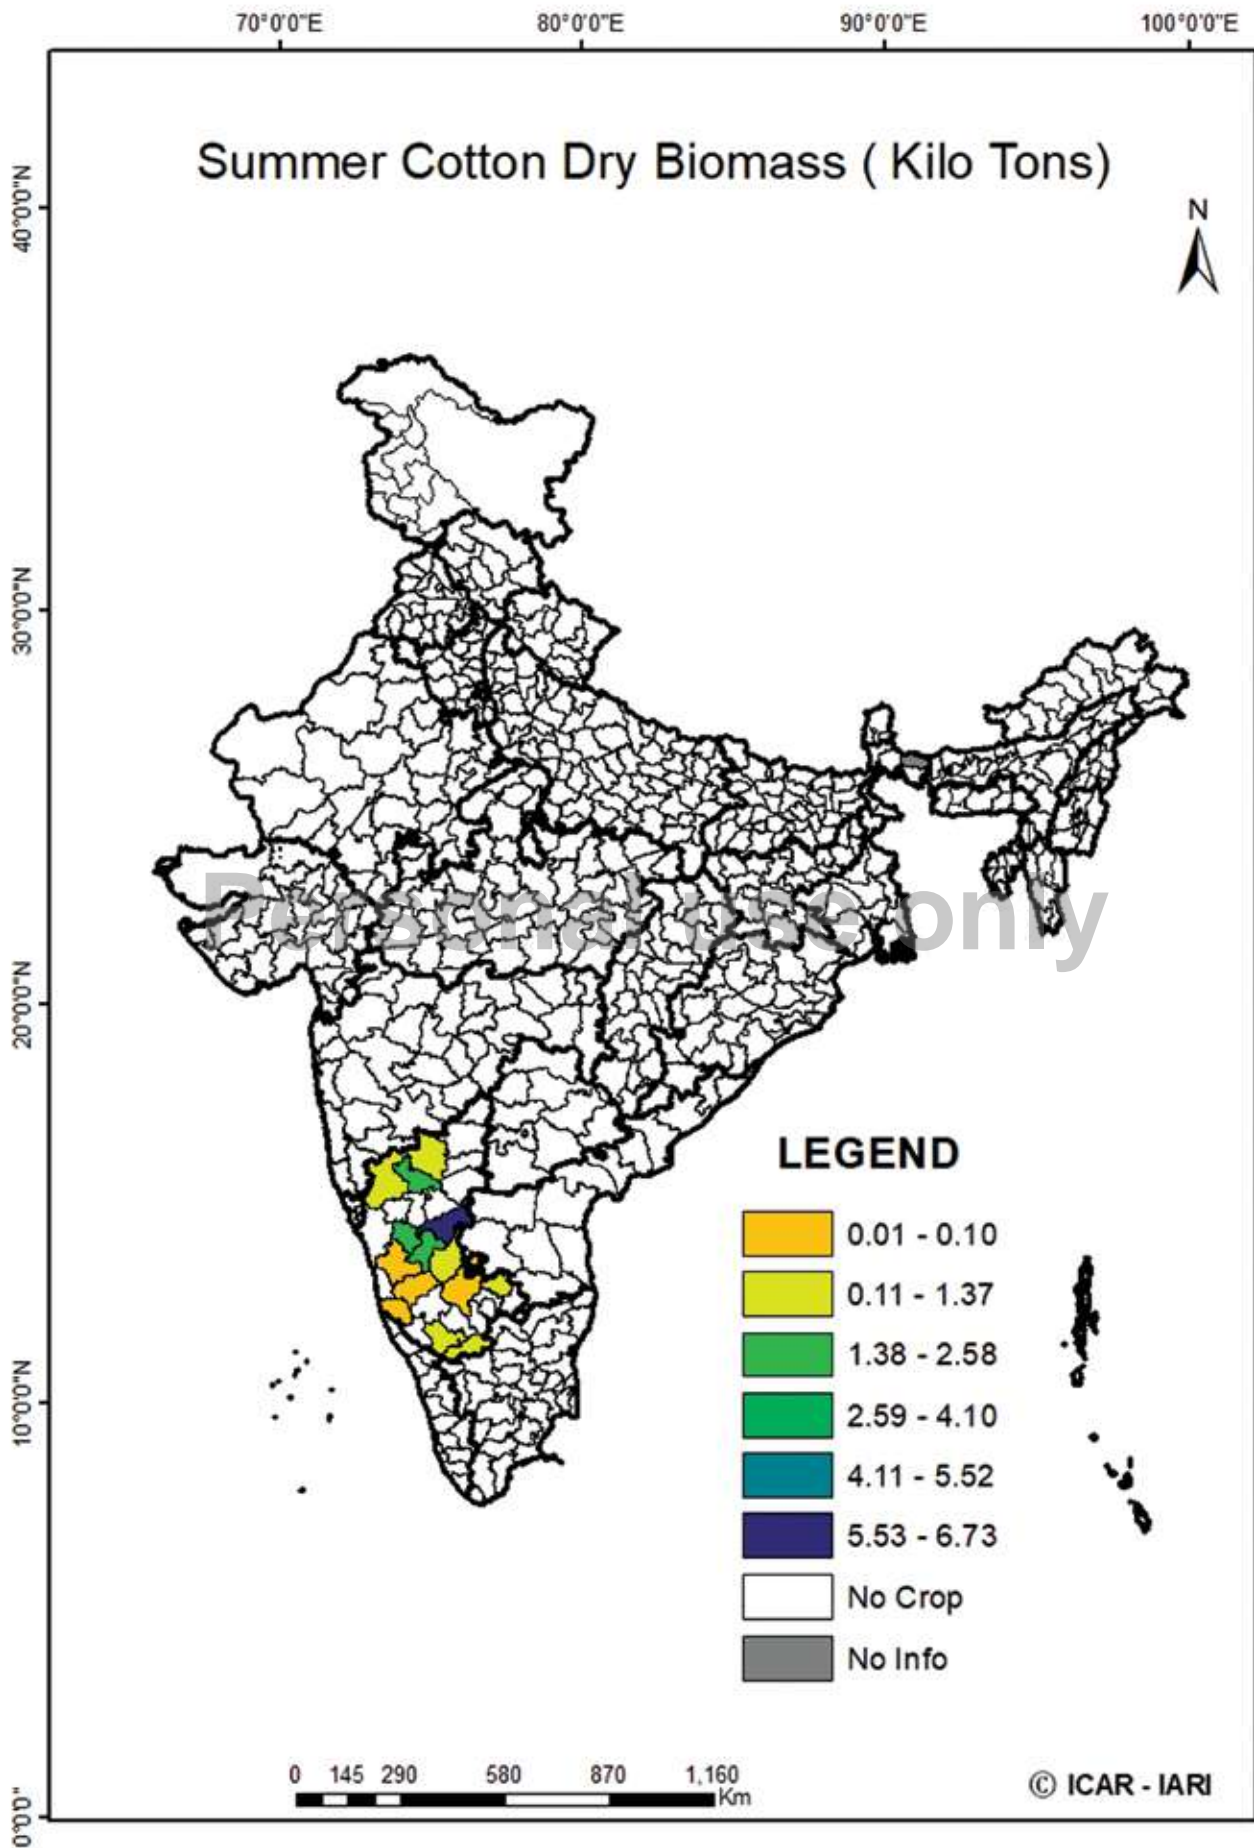 70°0'0"E 80°0'0"E 90°0'0"E 100°0'0"E
Summer Cotton Dry Biomass ( Kilo Tons)
N
40°0'0"N
30°0'0"N
20°0'0"N
10°0'0"N
0°0'0"
Personal use only
LEGEND
0.01 - 0.10
0.11 - 1.37
1.38 - 2.58
2.59 - 4.10
4.11 - 5.52
5.53 - 6.73
No Crop
No Info
0 145 290 580 870 1,160
Km
© ICAR - IARI